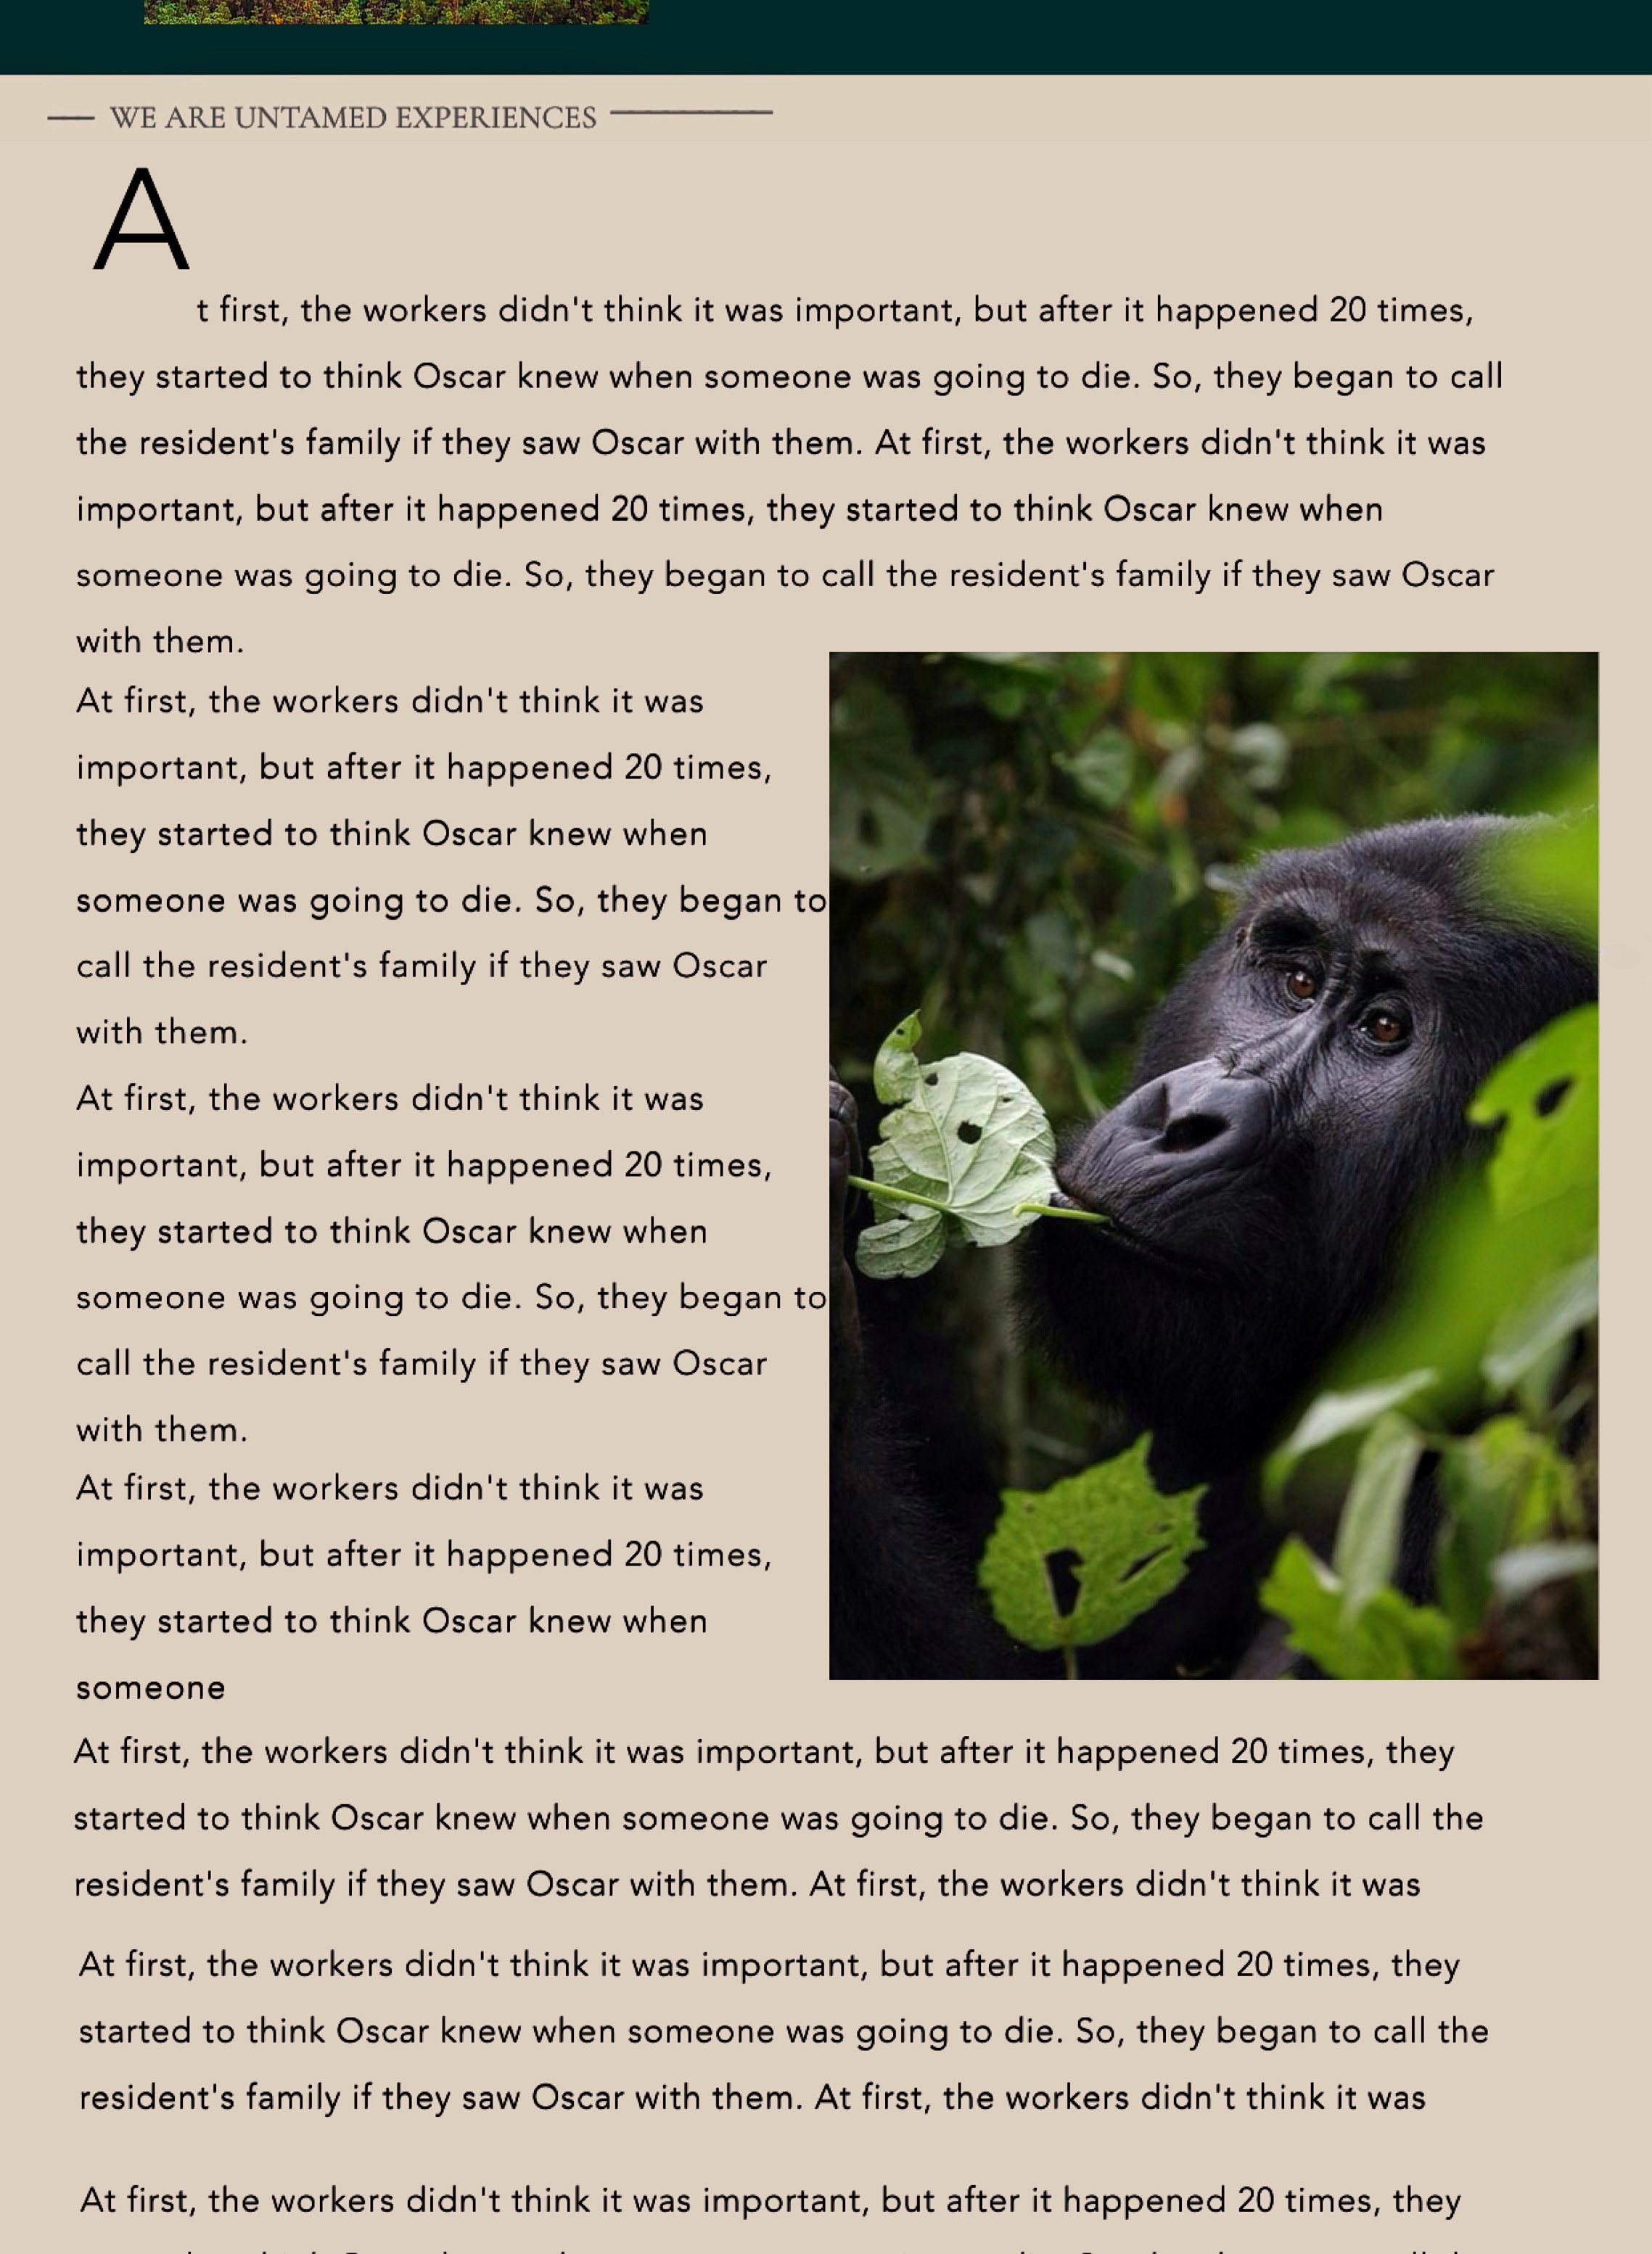 WE ARE UNTAMED EXPERIENCES
A
t first, the workers didn't think it was important, but after it happened 20 times,
they started to think Oscar knew when someone was going to die. So, they began to call
the resident's family if they saw Oscar with them. At first, the workers didn't think it was
important, but after it happened 20 times, they started to think Oscar knew when
someone was going to die. So, they began to call the resident's family if they saw Oscar
with them.
At first, the workers didn't think it was
important, but after it happened 20 times,
they started to think Oscar knew when
someone was going to die. So, they began to
call the resident's family if they saw Oscar
with them.
At first, the workers didn't think it was
important, but after it happened 20 times,
they started to think Oscar knew when
someone was going to die. So, they began to
call the resident's family if they saw Oscar
with them.
At first, the workers didn't think it was
important, but after it happened 20 times,
they started to think Oscar knew when
someone
At first, the workers didn't think it was important, but after it happened 20 times, they
started to think Oscar knew when someone was going to die. So, they began to call the
resident's family if they saw Oscar with them. At first, the workers didn't think it was
At first, the workers didn't think it was important, but after it happened 20 times, they
started to think Oscar knew when someone was going to die. So, they began to call the
resident's family if they saw Oscar with them. At first, the workers didn't think it was
At first, the workers didn't think it was important, but after it happened 20 times, they